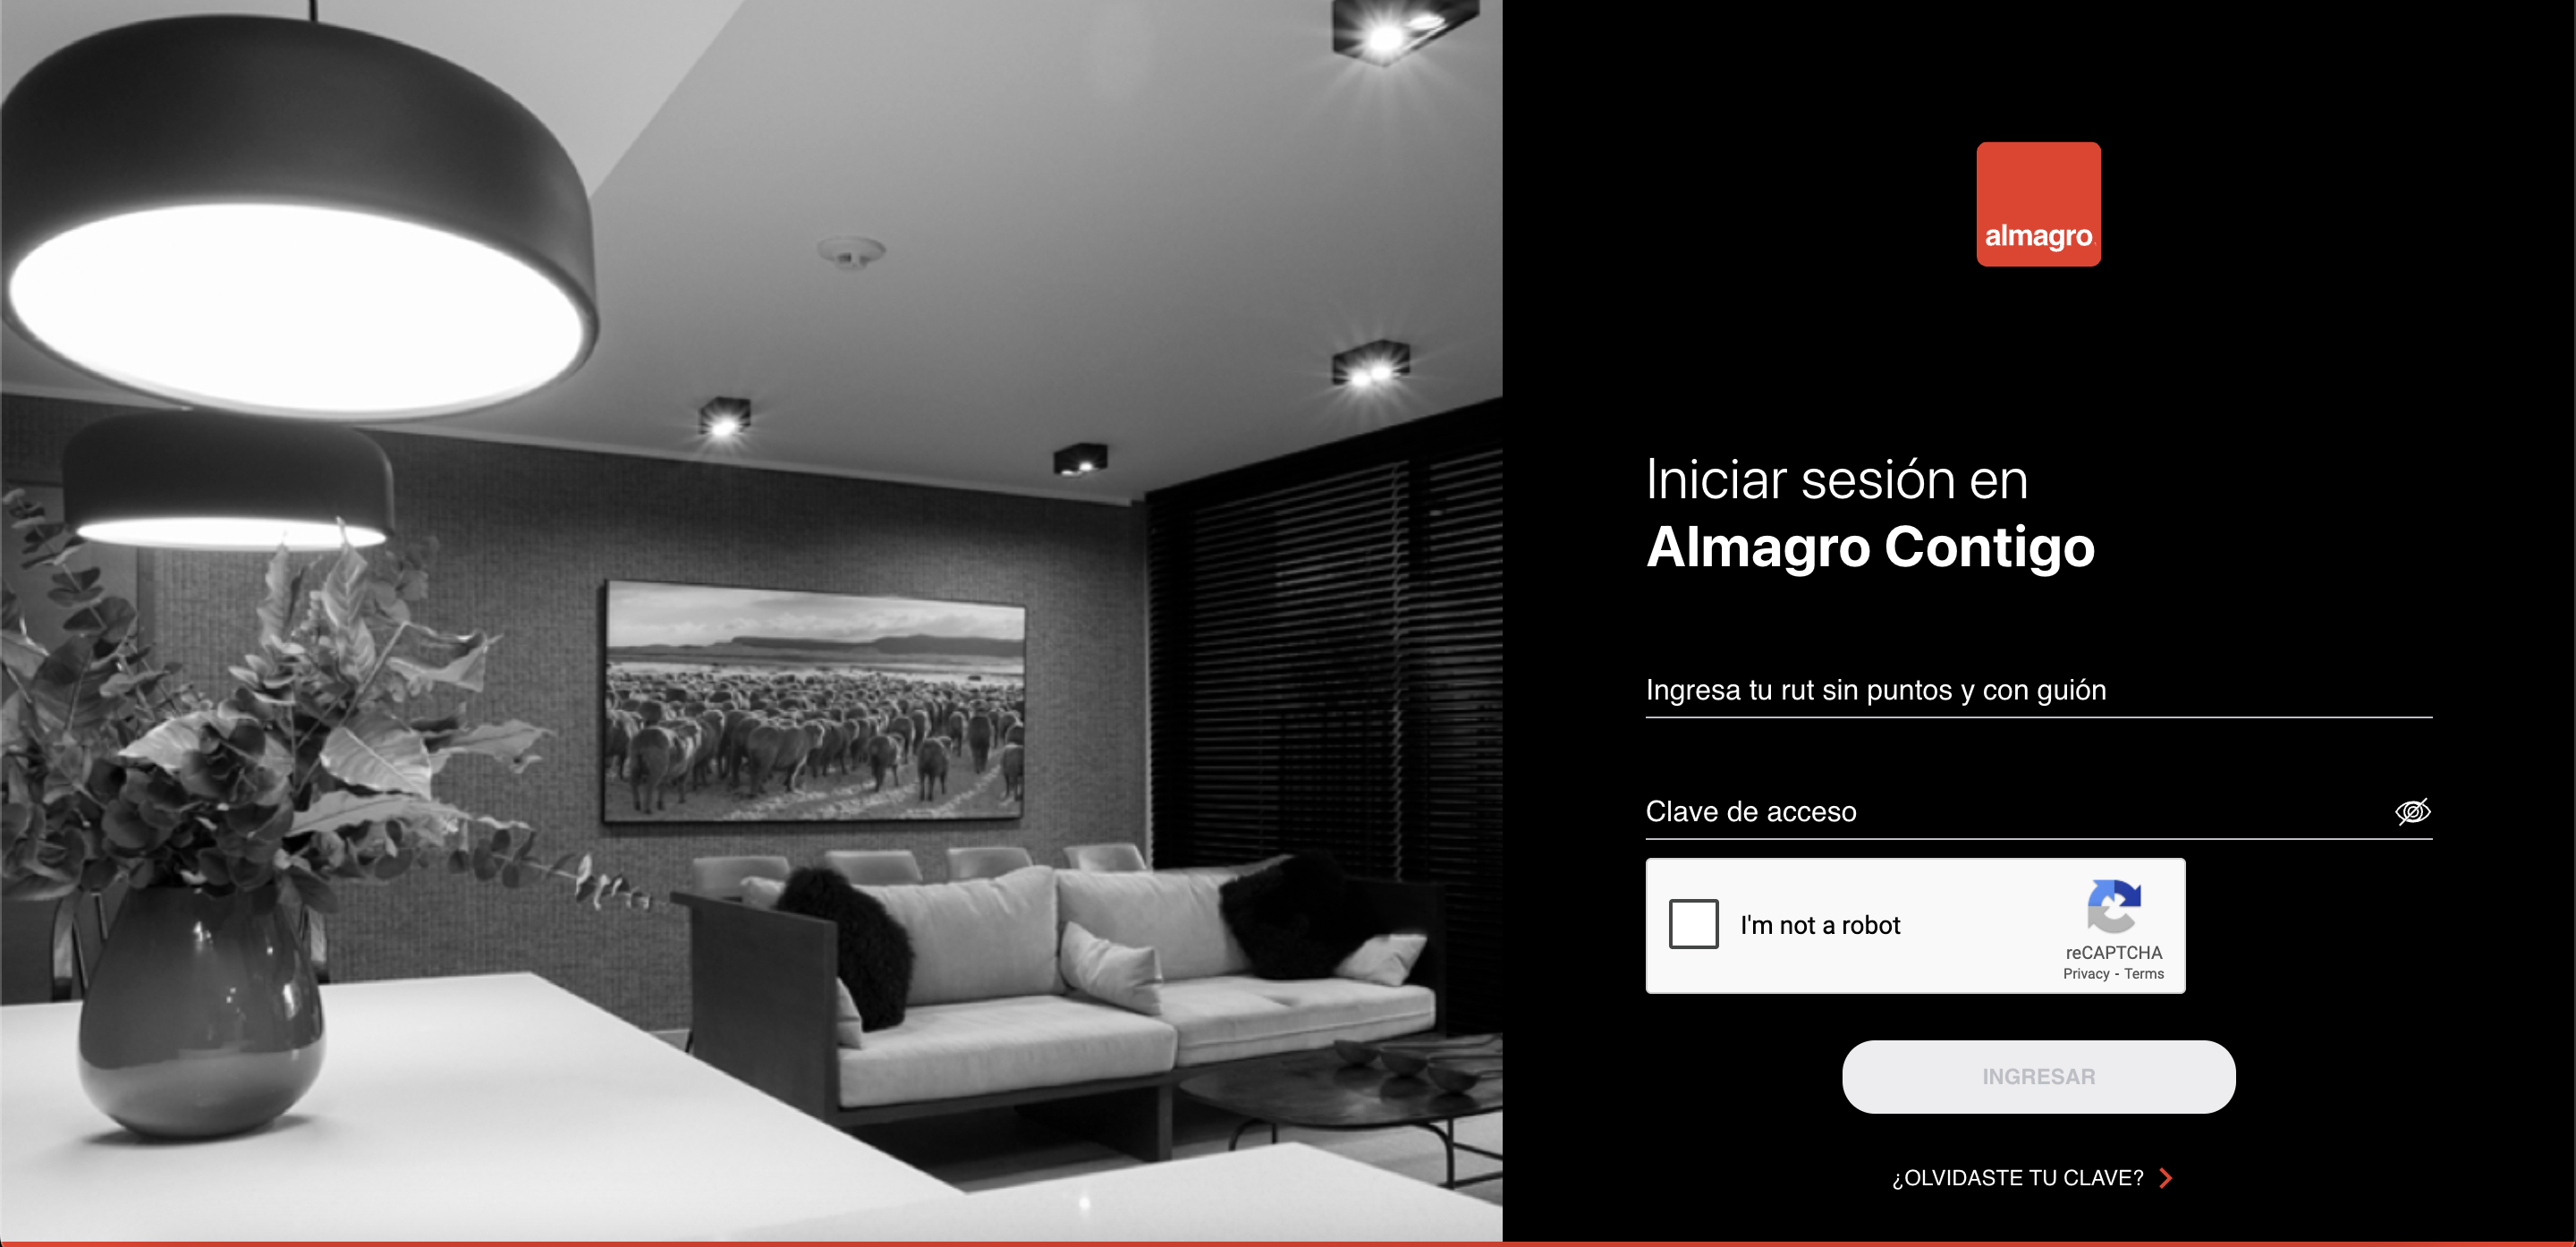 almagro
Iniciar sesión en
Almagro Contigo
Ingresa tu rut sin puntos y con guión
Clave de acceso
I'm not a robot
reCAPTCHA
Privacy - Terms
INGRESAR
¿OLVIDASTE TU CLAVE?